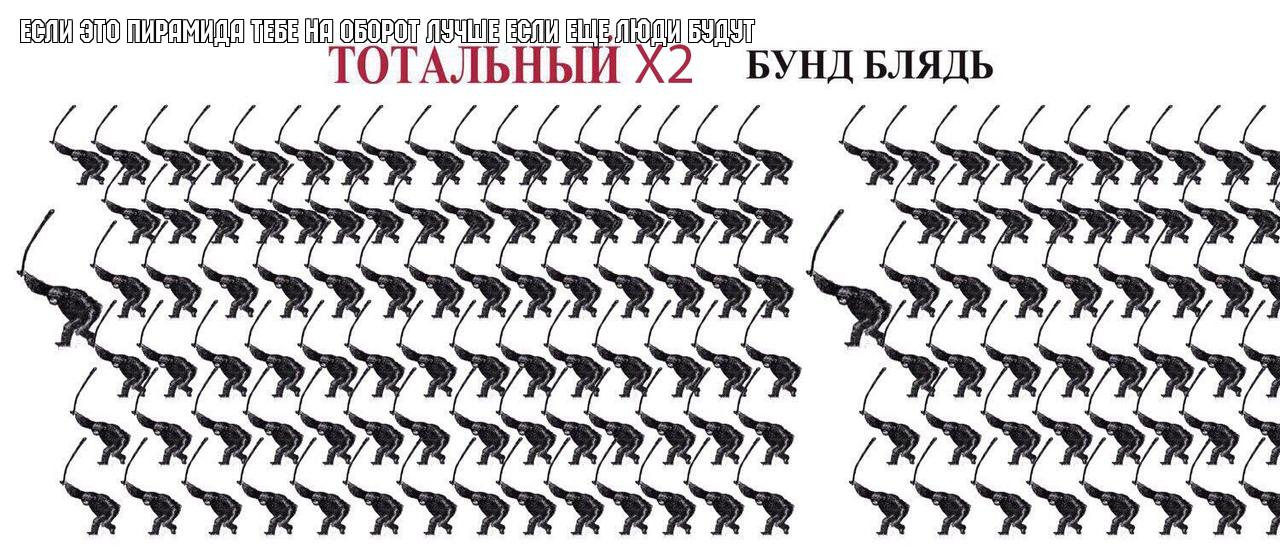 ЕСЛИ ЭТО ПИРАМИДА ТЕБЕ НА ОБОРОТ ЛУЧШЕ ЕСЛИ ЕЩЕ ЛЮДИ БУДУТ
ТОТАЛЬНЫЙ X2 БУНД БЛЯДЬ